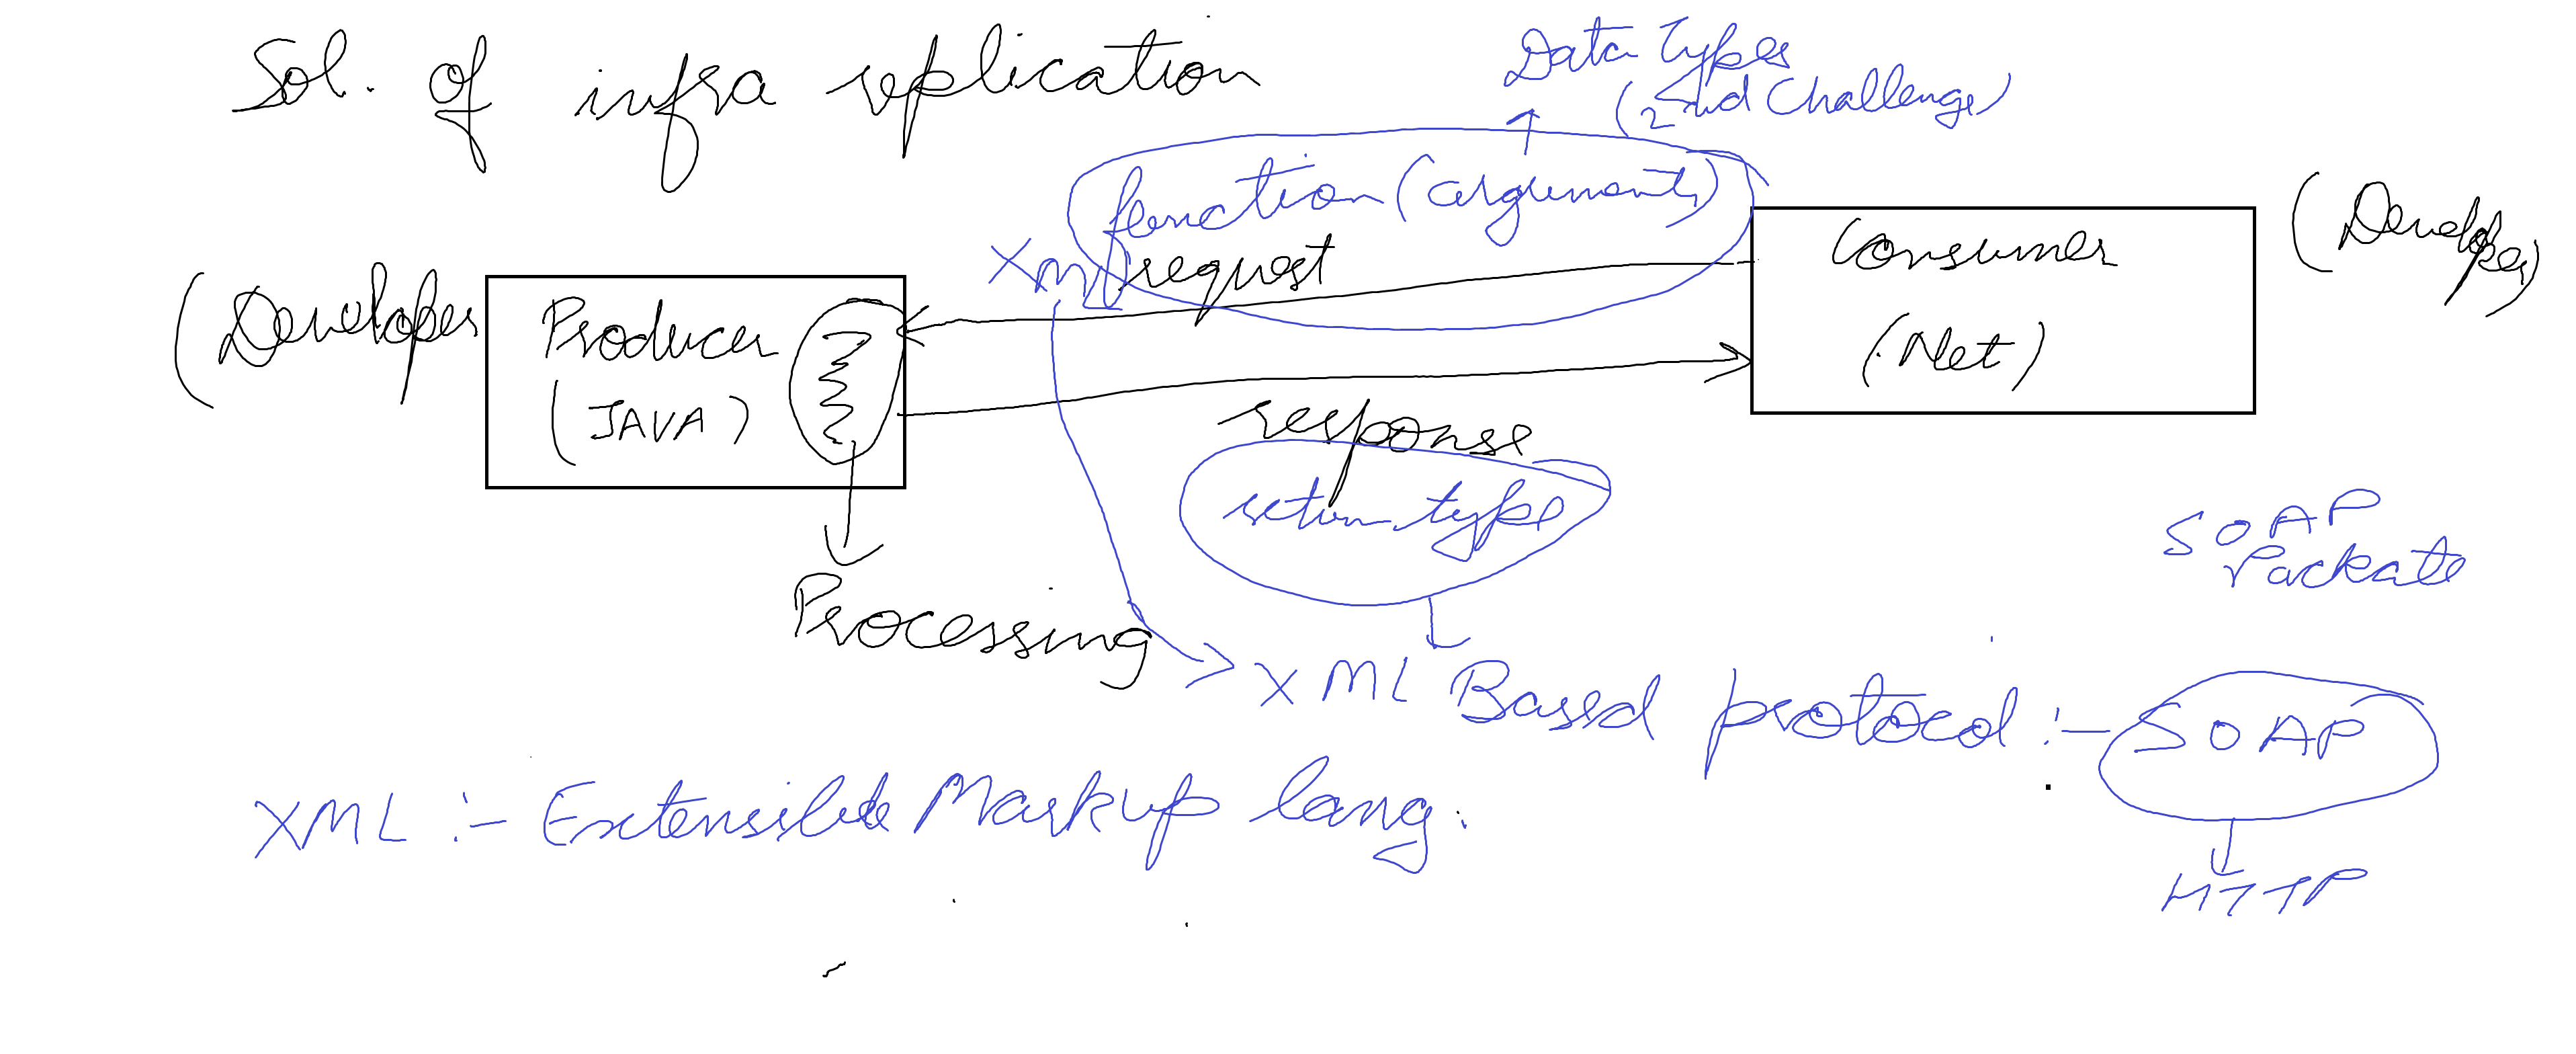 Sol. of infra replication
Data Types
(2nd Challenge)
function(arguments)
XML request
(Developer
Producer
(JAVA)
Consumer
(.Net)
(Developer)
response
return type
Processing
SOAP
Packate
XML Based protocol :- SOAP
XML :- Extensible Markup lang.
HTTP